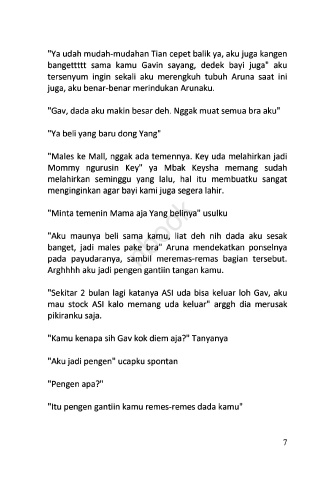 "Ya udah mudah-mudahan Tian cepet balik ya, aku juga kangen
bangettttt sama kamu Gavin sayang, dedek bayi juga" aku
tersenyum ingin sekali aku merengkuh tubuh Aruna saat ini
juga, aku benar-benar merindukan Arunaku.
"Gav, dada aku makin besar deh. Nggak muat semua bra aku"
"Ya beli yang baru dong Yang"
"Males ke Mall, nggak ada temennya. Key uda melahirkan jadi
Mommy ngurusin Key" ya Mbak Keysha memang sudah
melahirkan seminggu yang lalu, hal itu membuatku sangat
menginginkan agar bayi kami juga segera lahir.
"Minta temenin Mama aja Yang belinya" usulku
"Aku maunya beli sama kamu, liat deh nih dada aku sesak
banget, jadi males pake bra" Aruna mendekatkan ponselnya
pada payudaranya, sambil meremas-remas bagian tersebut.
Arghhhh aku jadi pengen gantiin tangan kamu.
"Sekitar 2 bulan lagi katanya ASI uda bisa keluar loh Gav, aku
mau stock ASI kalo memang uda keluar" arggh dia merusak
pikiranku saja.
"Kamu kenapa sih Gav kok diem aja?" Tanyanya
"Aku jadi pengen" ucapku spontan
"Pengen apa?"
"Itu pengen gantiin kamu remes-remes dada kamu"
7